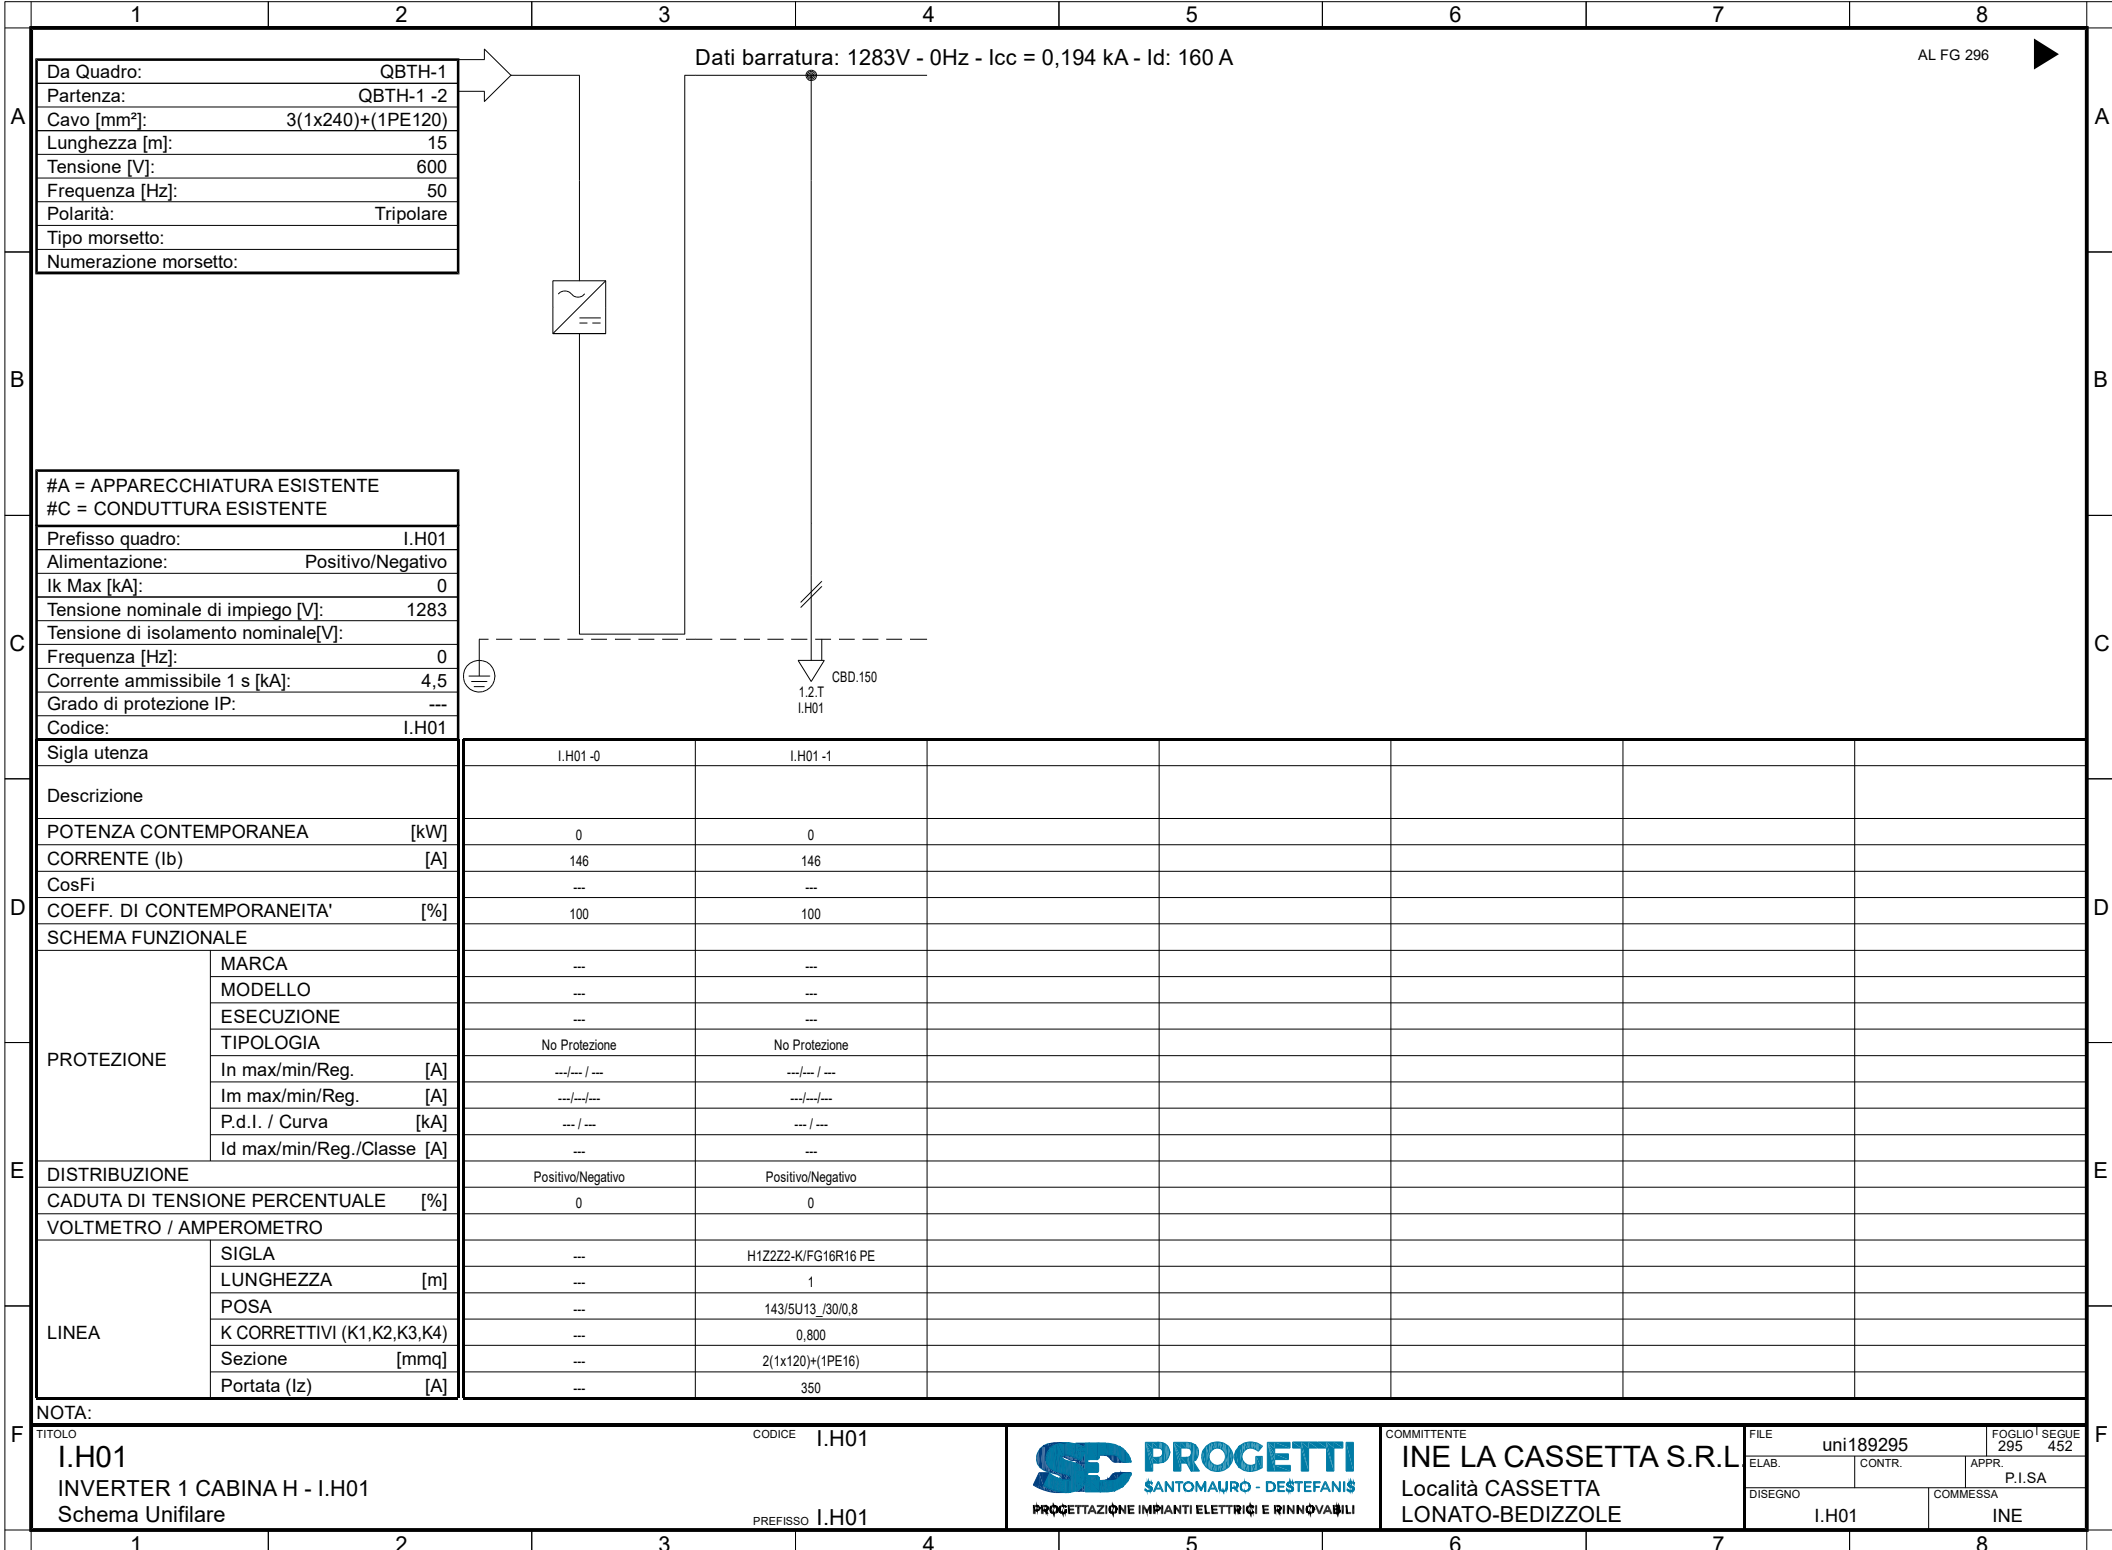 1 2 3 4 5 6 7 8
Dati barratura: 1283V - 0Hz - Icc = 0,194 kA - Id: 160 A
AL FG 296
Da Quadro: QBTH-1
Partenza: QBTH-1 -2
Cavo [mm²]: 3(1x240)+(1PE120)
Lunghezza [m]: 15
Tensione [V]: 600
Frequenza [Hz]: 50
Polarità: Tripolare
Tipo morsetto:
Numerazione morsetto:
A A
B B
#A = APPARECCHIATURA ESISTENTE
#C = CONDUTTURA ESISTENTE
Prefisso quadro: I.H01
Alimentazione: Positivo/Negativo
Ik Max [kA]: 0
Tensione nominale di impiego [V]: 1283
Tensione di isolamento nominale[V]:
Frequenza [Hz]: 0
Corrente ammissibile 1 s [kA]: 4,5
Grado di protezione IP: ---
Codice: I.H01
C C
CBD.150
1.2.T
I.H01
Sigla utenza I.H01 -0 I.H01 -1
Descrizione
POTENZA CONTEMPORANEA [kW] 0 0
CORRENTE (Ib) [A] 146 146
CosFi --- ---
D COEFF. DI CONTEMPORANEITA' [%] 100 100 D
SCHEMA FUNZIONALE
PROTEZIONE
MARCA --- ---
MODELLO --- ---
ESECUZIONE --- ---
TIPOLOGIA No Protezione No Protezione
In max/min/Reg. [A] ---/--- / --- ---/--- / ---
Im max/min/Reg. [A] ---/---/--- ---/---/---
P.d.I. / Curva [kA] --- / --- --- / ---
Id max/min/Reg./Classe [A] --- ---
E DISTRIBUZIONE Positivo/Negativo Positivo/Negativo E
CADUTA DI TENSIONE PERCENTUALE [%] 0 0
VOLTMETRO / AMPEROMETRO
LINEA
SIGLA --- H1Z2Z2-K/FG16R16 PE
LUNGHEZZA [m] --- 1
POSA --- 143/5U13_/30/0,8
K CORRETTIVI (K1,K2,K3,K4) --- 0,800
Sezione [mmq] --- 2(1x120)+(1PE16)
Portata (Iz) [A] --- 350
NOTA:
F F
TITOLO
I.H01
INVERTER 1 CABINA H - I.H01
Schema Unifilare
CODICE I.H01
PREFISSO I.H01
SD PROGETTI
SANTOMAURO - DESTEFANIS
PROGETTAZIONE IMPIANTI ELETTRICI E RINNOVABILI
COMMITTENTE
INE LA CASSETTA S.R.L.
Località CASSETTA
LONATO-BEDIZZOLE
FILE uni189295
FOGLIO 295 SEGUE 452
ELAB. CONTR. APPR. P.I.SA
DISEGNO I.H01
COMMESSA INE
1 2 3 4 5 6 7 8